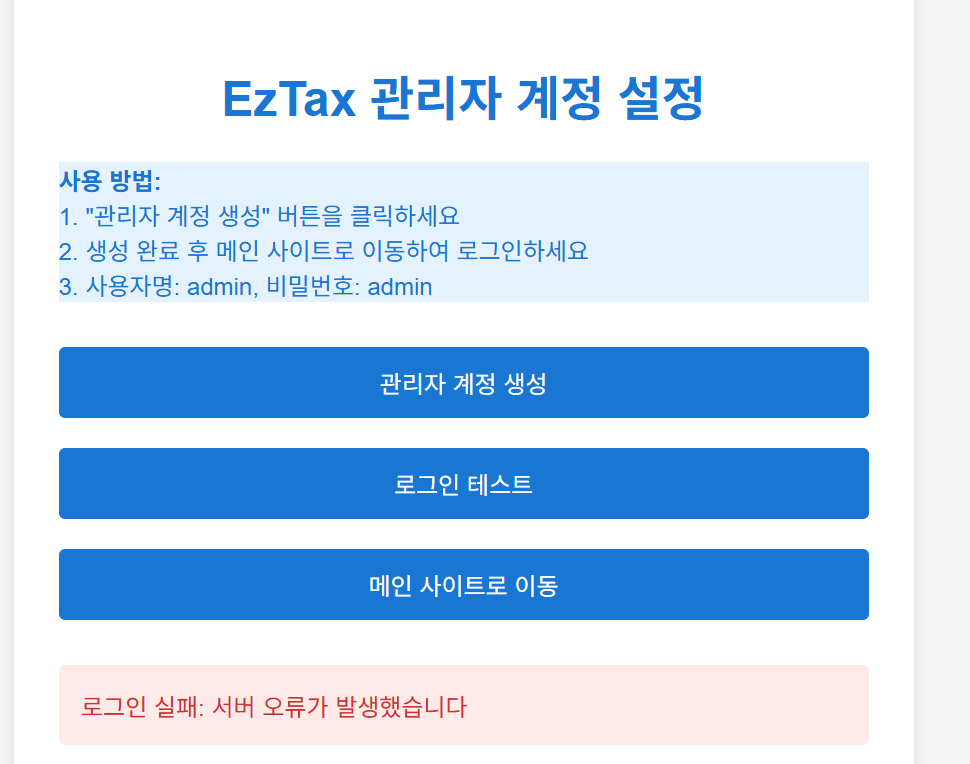 EzTax 관리자 계정 설정
사용 방법:
1. "관리자 계정 생성" 버튼을 클릭하세요
2. 생성 완료 후 메인 사이트로 이동하여 로그인하세요
3. 사용자명: admin, 비밀번호: admin
관리자 계정 생성
로그인 테스트
메인 사이트로 이동
로그인 실패: 서버 오류가 발생했습니다